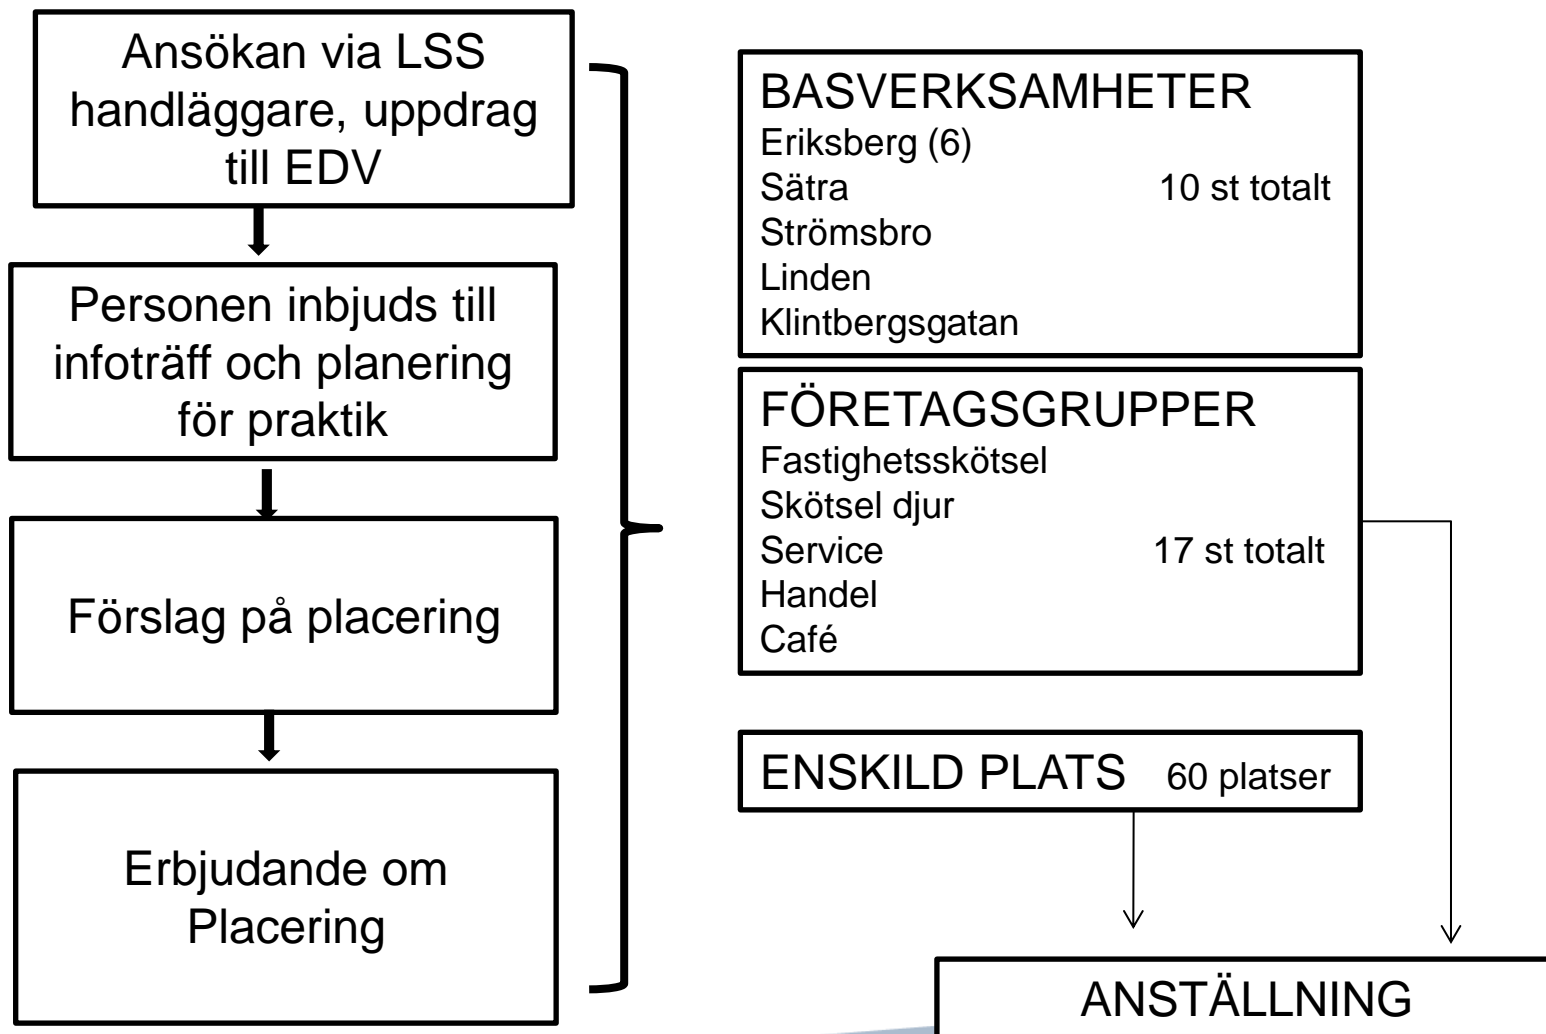 Ansökan via LSS
handläggare, uppdrag
till EDV
Personen inbjuds till
infoträff och planering
för praktik
Förslag på placering
Erbjudande om
Placering
BASVERKSAMHETER
Eriksberg (6)
Sätra 10 st totalt
Strömsbro
Linden
Klintbergsgatan
FÖRETAGSGRUPPER
Fastighetsskötsel
Skötsel djur
Service 17 st totalt
Handel
Café
ENSKILD PLATS 60 platser
ANSTÄLLNING